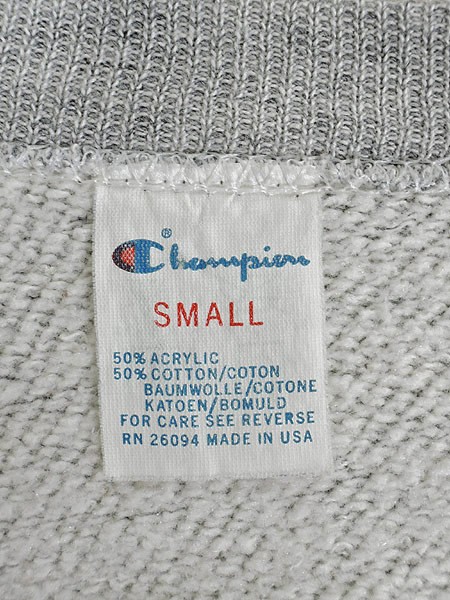 ®
Champion
SMALL
50% ACRYLIC
50% COTTON/COTON
BAUMWOLLE/COTONE
KATOEN/BOMULD
FOR CARE SEE REVERSE
RN 26094 MADE IN USA